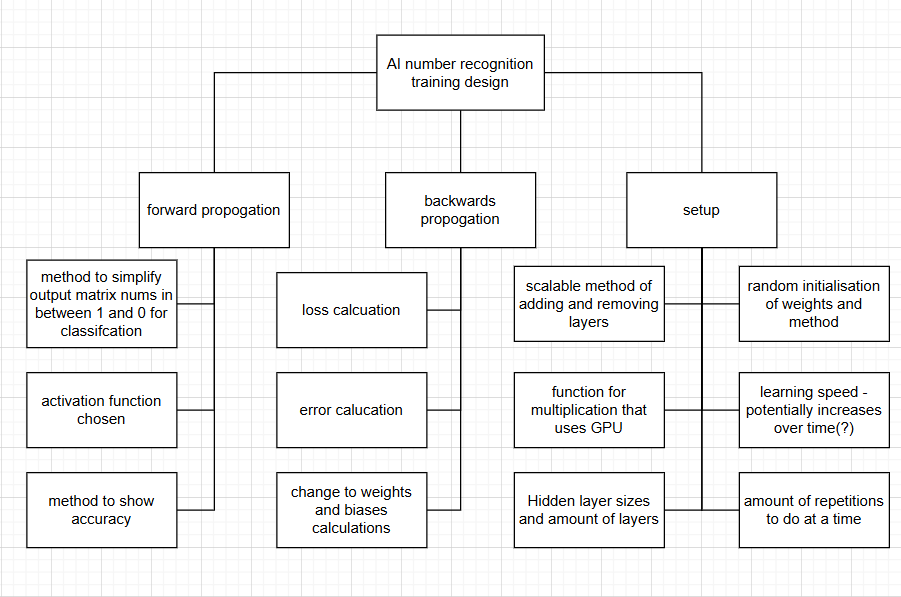 AI number recognition
training design
forward propogation
backwards
propogation
setup
method to simplify
output matrix nums in
between 1 and 0 for
classifcation
activation function
chosen
method to show
accuracy
loss calcuation
error calucation
change to weights
and biases
calculations
scalable method of
adding and removing
layers
function for
multiplication that
uses GPU
Hidden layer sizes
and amount of layers
random initialisation
of weights and
method
learning speed -
potentially increases
over time(?)
amount of repetitions
to do at a time